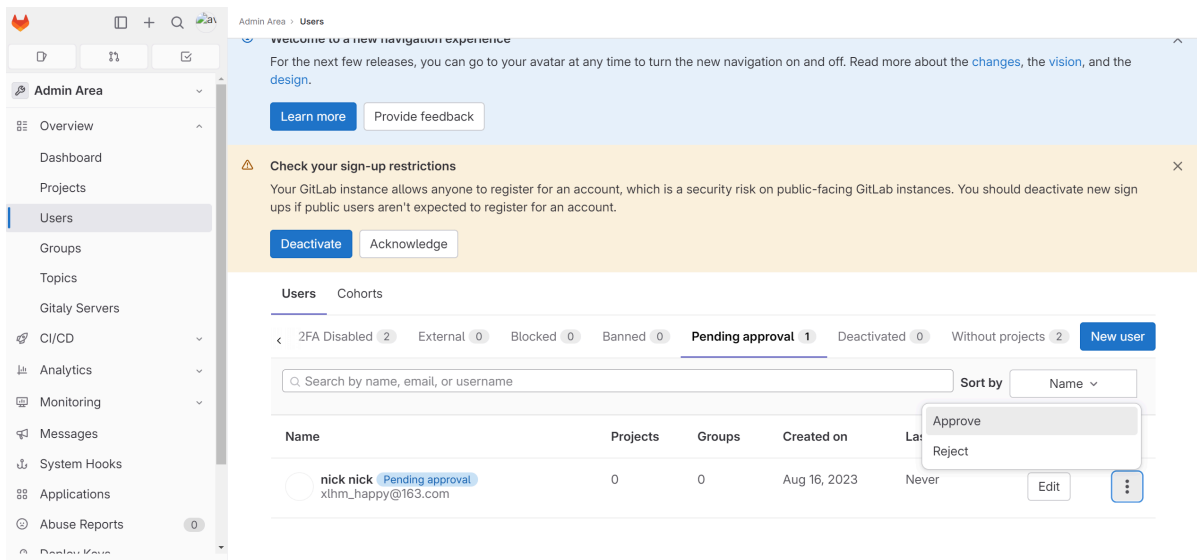 Admin Area › Users
Welcome to a new navigation experience
For the next few releases, you can go to your avatar at any time to turn the new navigation on and off. Read more about the changes, the vision, and the
design.
Learn more
Provide feedback
Admin Area
Overview
Dashboard
Projects
Users
Groups
Topics
Gitaly Servers
CI/CD
Analytics
Monitoring
Messages
System Hooks
Applications
Abuse Reports 0
Deploy Keys
Check your sign-up restrictions
Your GitLab instance allows anyone to register for an account, which is a security risk on public-facing GitLab instances. You should deactivate new sign
ups if public users aren't expected to register for an account.
Deactivate
Acknowledge
Users Cohorts
2FA Disabled 2 External 0 Blocked 0 Banned 0 Pending approval 1 Deactivated 0 Without projects 2 New user
Search by name, email, or username
Sort by Name
Approve
Reject
Name Projects Groups Created on
nick nick Pending approval 0 0 Aug 16, 2023 Never Edit
xlhm_happy@163.com